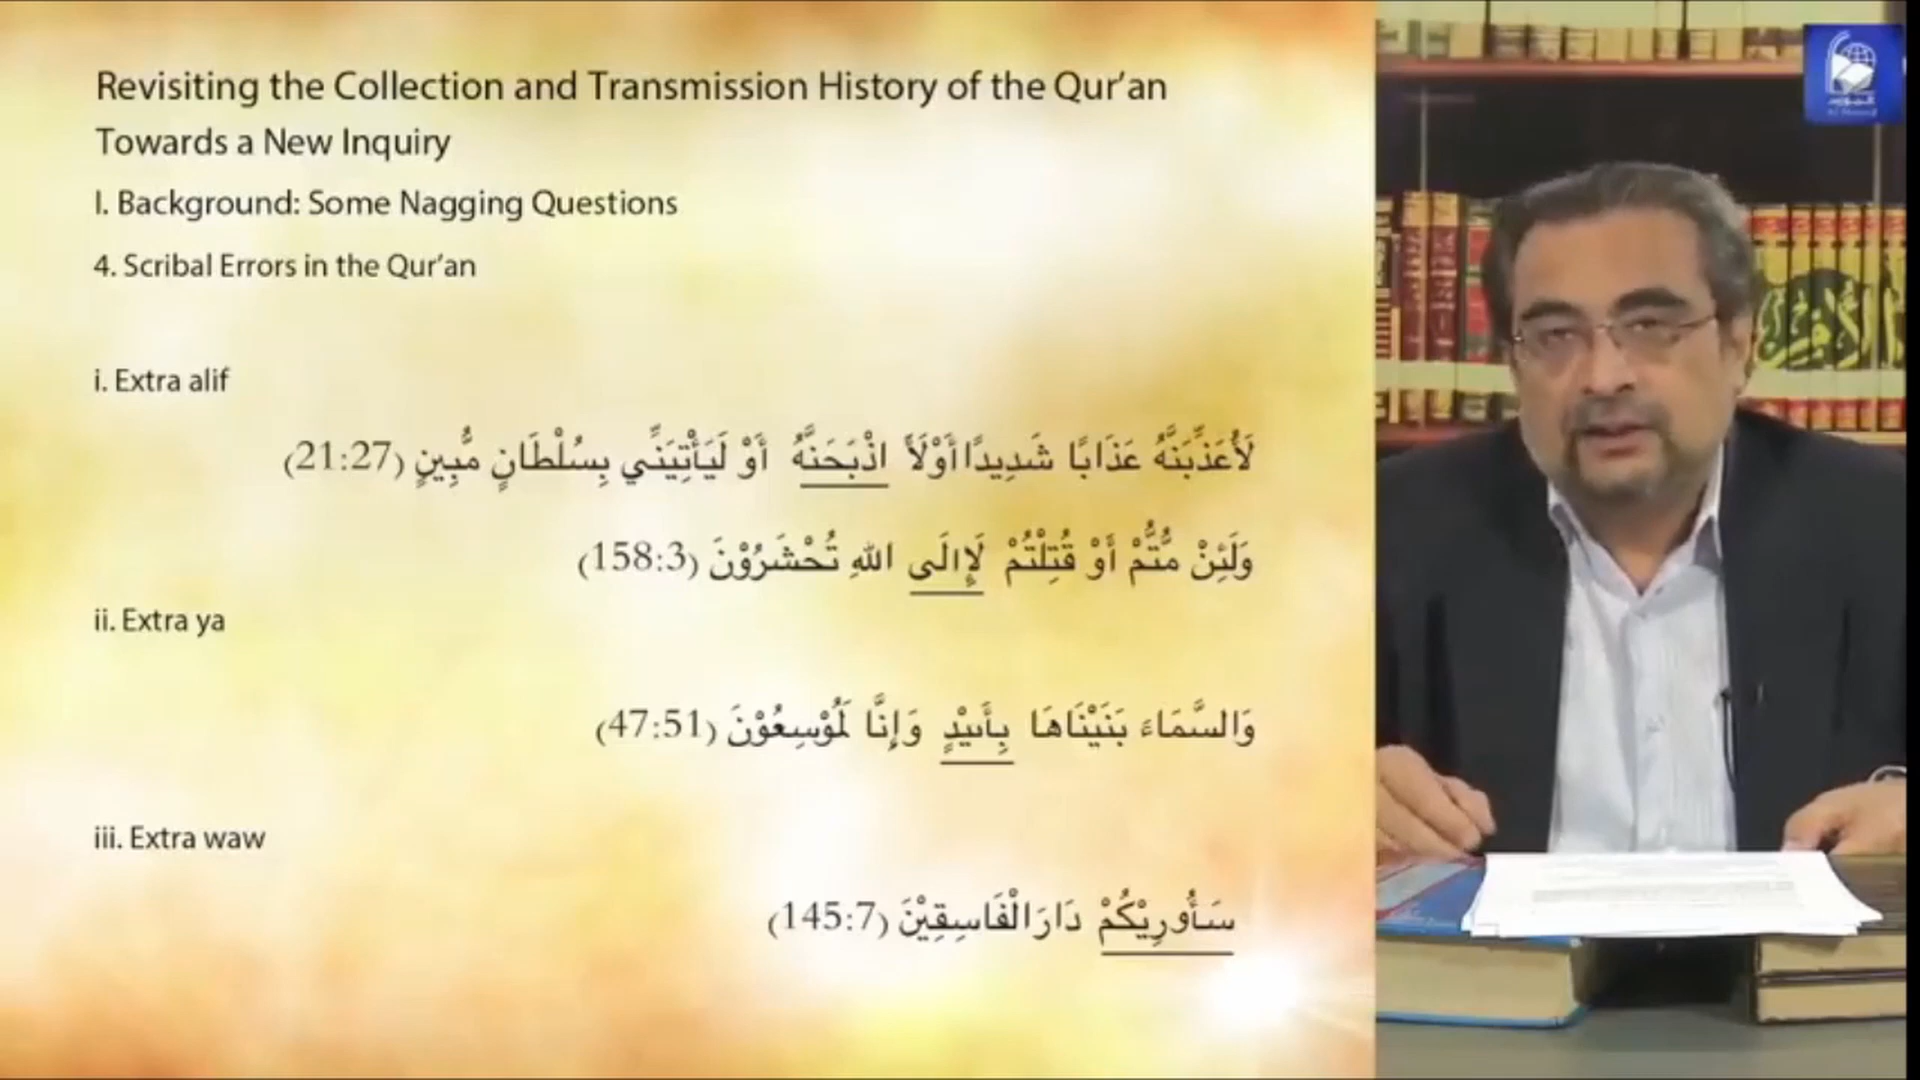 Revisiting the Collection and Transmission History of the Qur'an
Towards a New Inquiry
I. Background: Some Nagging Questions
4. Scribal Errors in the Qur'an
i. Extra alif
لَأُعَذِّبَنَّهُ عَذَابًا شَدِيدًا أَوْلَأَ اذْبَحَنَّهُ أَوْ لَيَأْتِيَنِّي بِسُلْطَانٍ مُّبِينٍ (21:27)
وَلَئِنْ مُّتُّمْ أَوْ قُتِلْتُمْ لَإِالَى اللهِ تُحْشَرُوْنَ (158:3)
ii. Extra ya
وَالسَّمَاءَ بَنَيْنَاهَا بِأَييْدٍ وَإِنَّا لَمُوْسِعُوْنَ (47:51)
iii. Extra waw
سَأُورِيْكُمْ دَارَ الْفَاسِقِيْنَ (145:7)
المورد